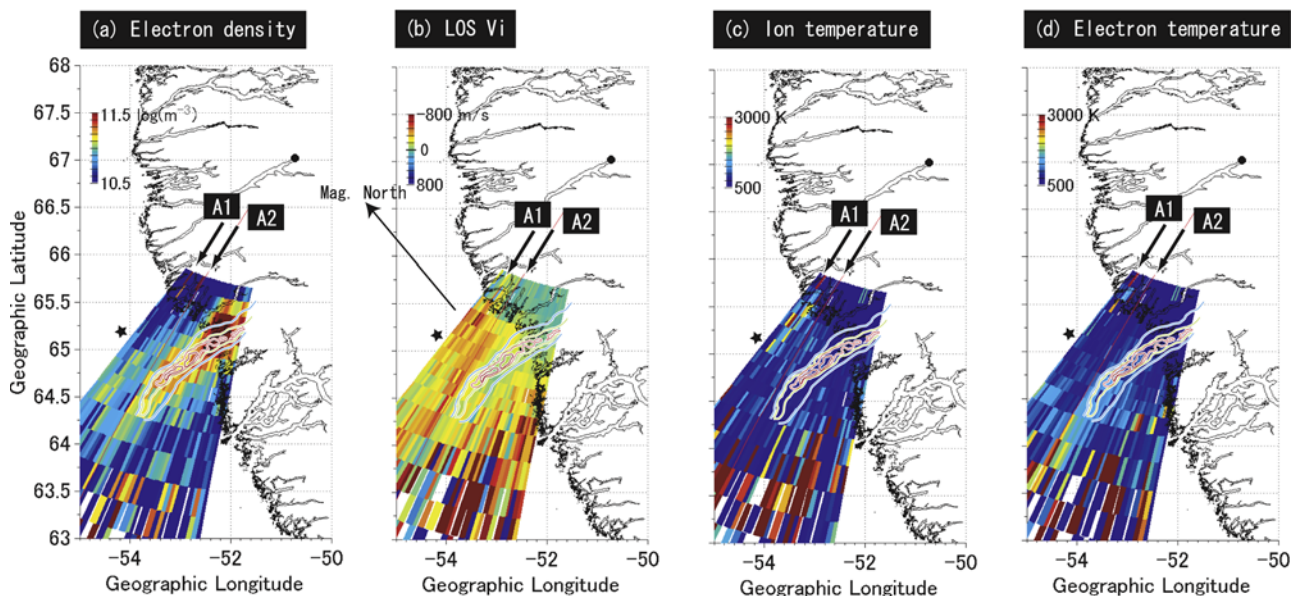 (a) Electron density
(b) LOS Vi
(c) Ion temperature
(d) Electron temperature
Geographic Latitude
68
67.5
67
66.5
66
65.5
65
64.5
64
63.5
63
11.5 log(m⁻³)
10.5
A1
A2
-54
-52
-50
Geographic Longitude
-800 m/s
0
800
Mag. North
A1
A2
-54
-52
-50
Geographic Longitude
3000 K
500
A1
A2
-54
-52
-50
Geographic Longitude
3000 K
500
A1
A2
-54
-52
-50
Geographic Longitude